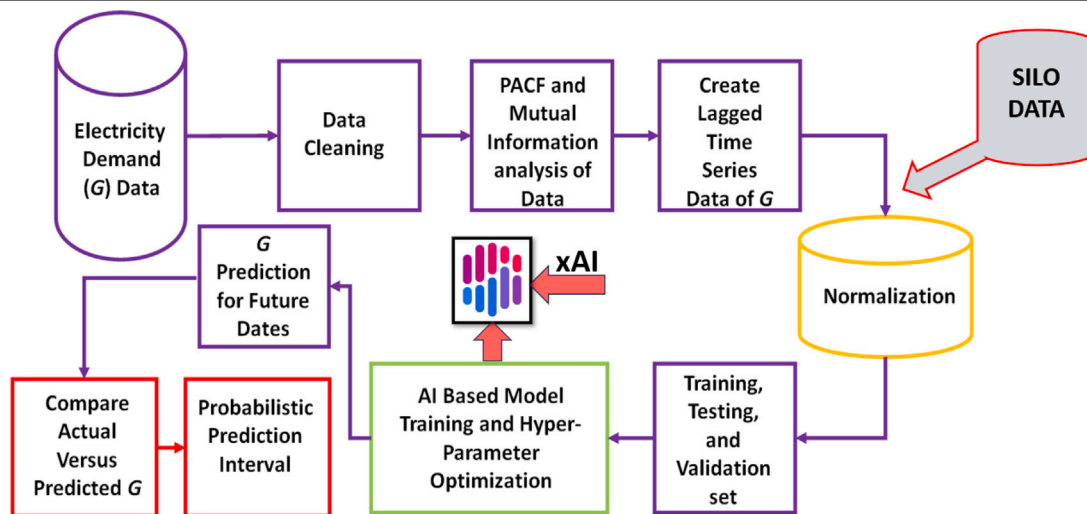 Electricity
Demand
(G) Data
Data
Cleaning
PACF and
Mutual
Information
analysis of
Data
Create
Lagged
Time
Series
Data of G
SILO
DATA
Normalization
Training,
Testing,
and
Validation
set
AI Based Model
Training and Hyper-
Parameter
Optimization
xAI
G
Prediction
for Future
Dates
Compare
Actual
Versus
Predicted G
Probabilistic
Prediction
Interval